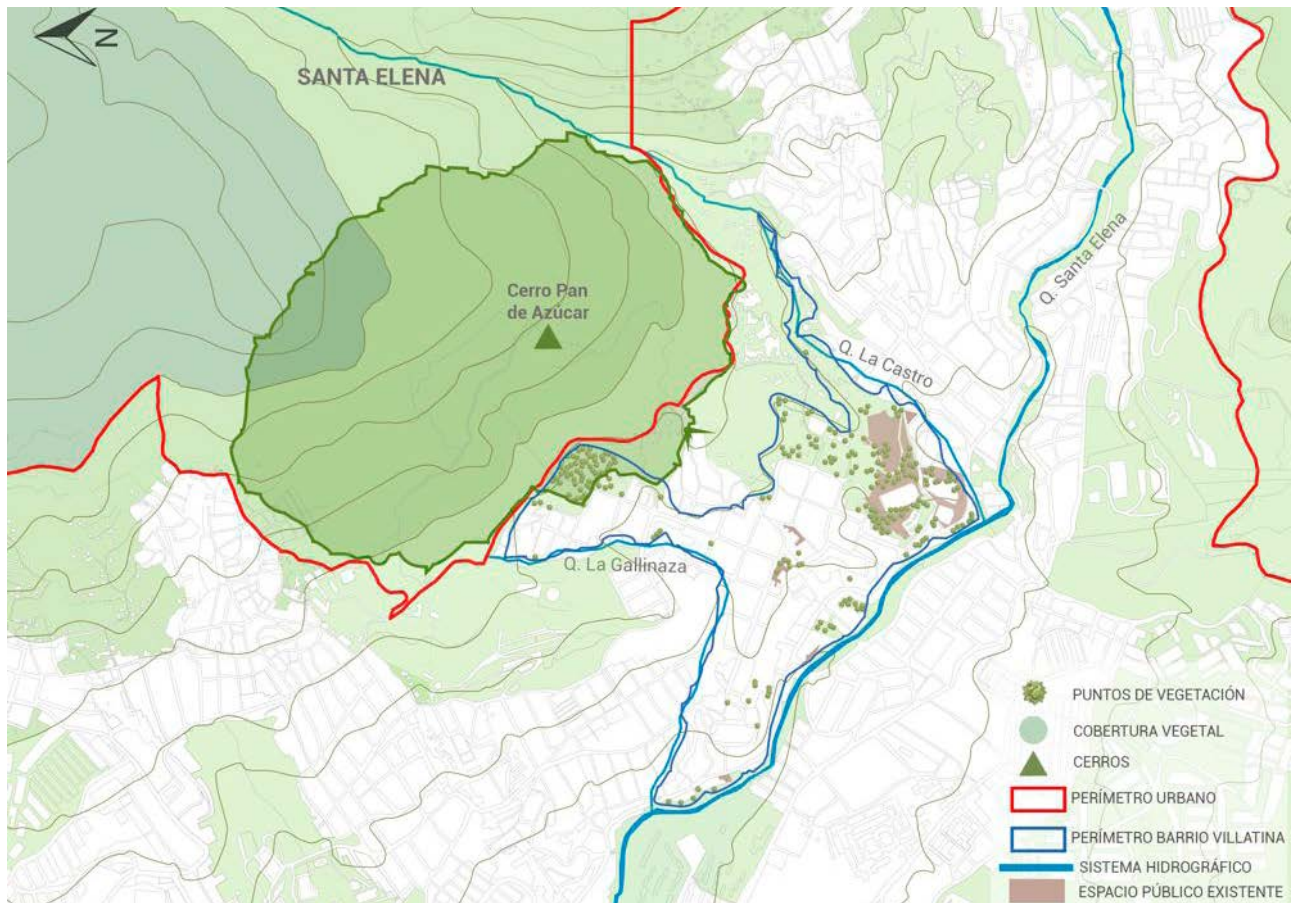 N
SANTA ELENA
Cerro Pan
de Azúcar
Q. Santa Elena
Q. La Castro
Q. La Gallinaza
PUNTOS DE VEGETACIÓN
COBERTURA VEGETAL
CERROS
PERÍMETRO URBANO
PERÍMETRO BARRIO VILLATINA
SISTEMA HIDROGRÁFICO
ESPACIO PÚBLICO EXISTENTE